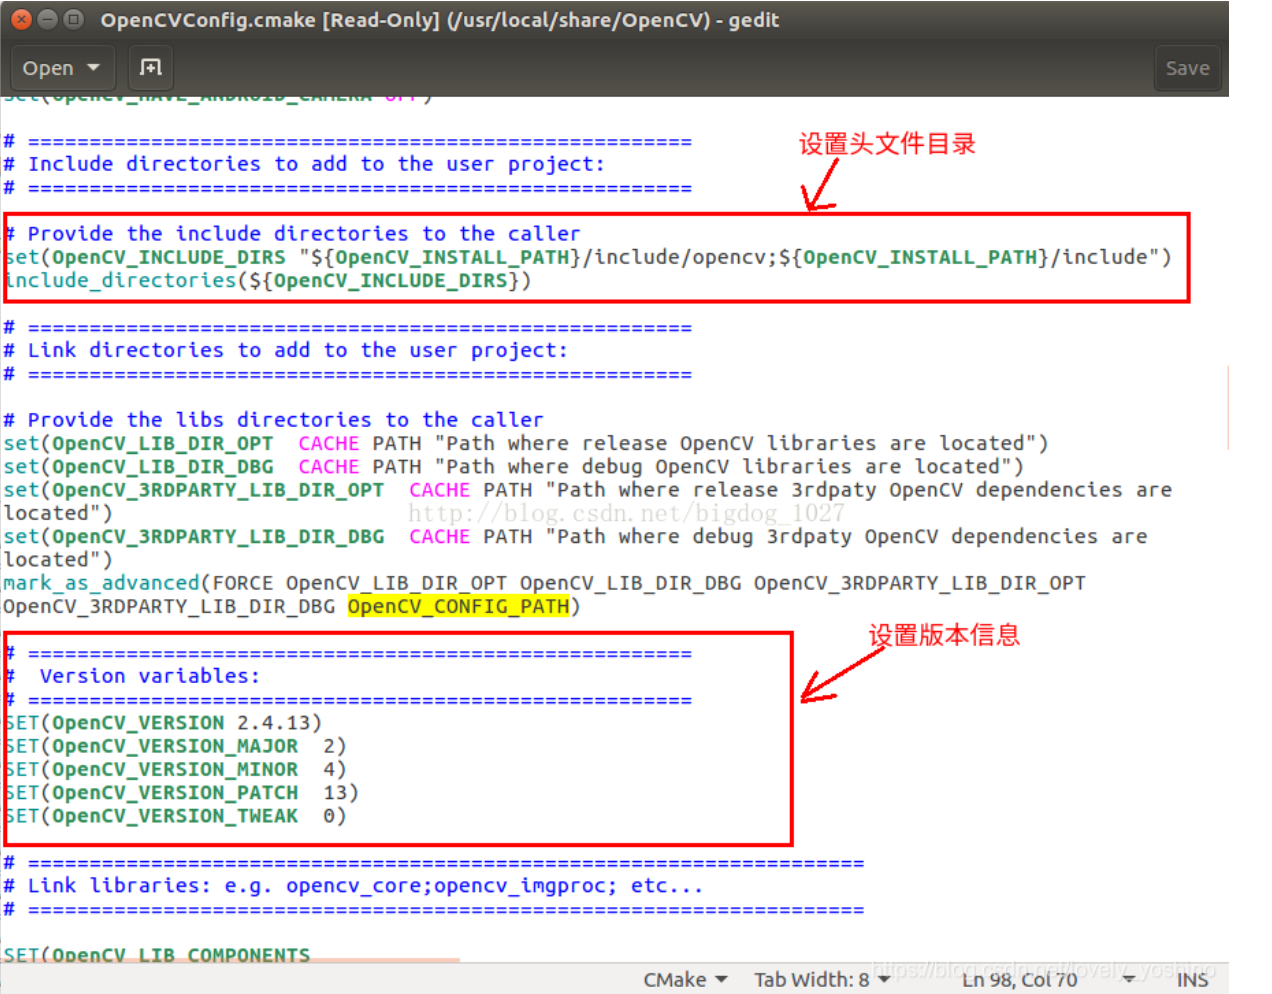 OpenCVConfig.cmake [Read-Only] (/usr/local/share/OpenCV) - gedit
Open
Save
set(OpenCV_HAVE_ANDROID_CAMERA OFF)
# ======================================================
设置头文件目录
# Include directories to add to the user project:
# ======================================================
# Provide the include directories to the caller
set(OpenCV_INCLUDE_DIRS "${OpenCV_INSTALL_PATH}/include/opencv;${OpenCV_INSTALL_PATH}/include")
include_directories(${OpenCV_INCLUDE_DIRS})
# ======================================================
# Link directories to add to the user project:
# ======================================================
# Provide the libs directories to the caller
set(OpenCV_LIB_DIR_OPT  CACHE PATH "Path where release OpenCV libraries are located")
set(OpenCV_LIB_DIR_DBG  CACHE PATH "Path where debug OpenCV libraries are located")
set(OpenCV_3RDPARTY_LIB_DIR_OPT  CACHE PATH "Path where release 3rdpaty OpenCV dependencies are
located")
http://blog.csdn.net/bigdog_1027
set(OpenCV_3RDPARTY_LIB_DIR_DBG  CACHE PATH "Path where debug 3rdpaty OpenCV dependencies are
located")
mark_as_advanced(FORCE OpenCV_LIB_DIR_OPT OpenCV_LIB_DIR_DBG OpenCV_3RDPARTY_LIB_DIR_OPT
OpenCV_3RDPARTY_LIB_DIR_DBG OpenCV_CONFIG_PATH)
设置版本信息
# ======================================================
#  Version variables:
# ======================================================
SET(OpenCV_VERSION 2.4.13)
SET(OpenCV_VERSION_MAJOR  2)
SET(OpenCV_VERSION_MINOR  4)
SET(OpenCV_VERSION_PATCH  13)
SET(OpenCV_VERSION_TWEAK  0)
# ====================================================================
# Link libraries: e.g. opencv_core;opencv_imgproc; etc...
# ====================================================================
SET(OpenCV_LIB_COMPONENTS
https://blog.csdn.net/lovely_yoshino
CMake Tab Width: 8 Ln 98, Col 70 INS